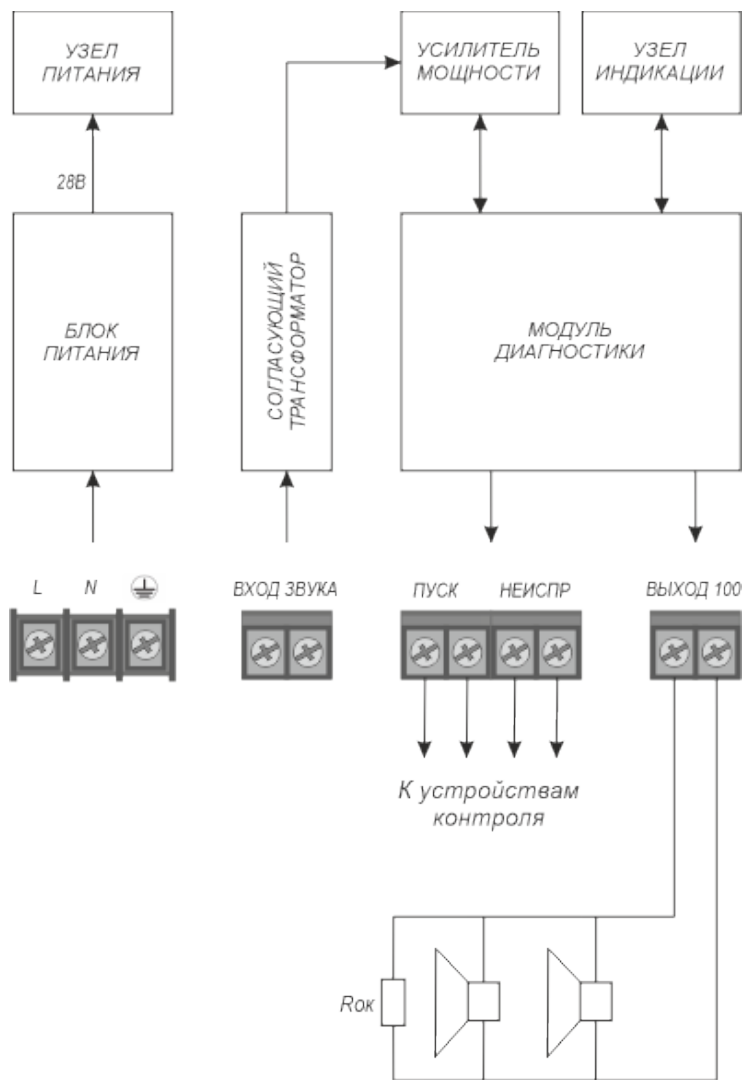 УЗЕЛ
ПИТАНИЯ
УСИЛИТЕЛЬ
МОЩНОСТИ
УЗЕЛ
ИНДИКАЦИИ
28В
БЛОК
ПИТАНИЯ
СОГЛАСУЮЩИЙ
ТРАНСФОРМАТОР
МОДУЛЬ
ДИАГНОСТИКИ
L
N
ВХОД ЗВУКА
ПУСК
НЕИСПР
ВЫХОД 100
К устройствам
контроля
Rок